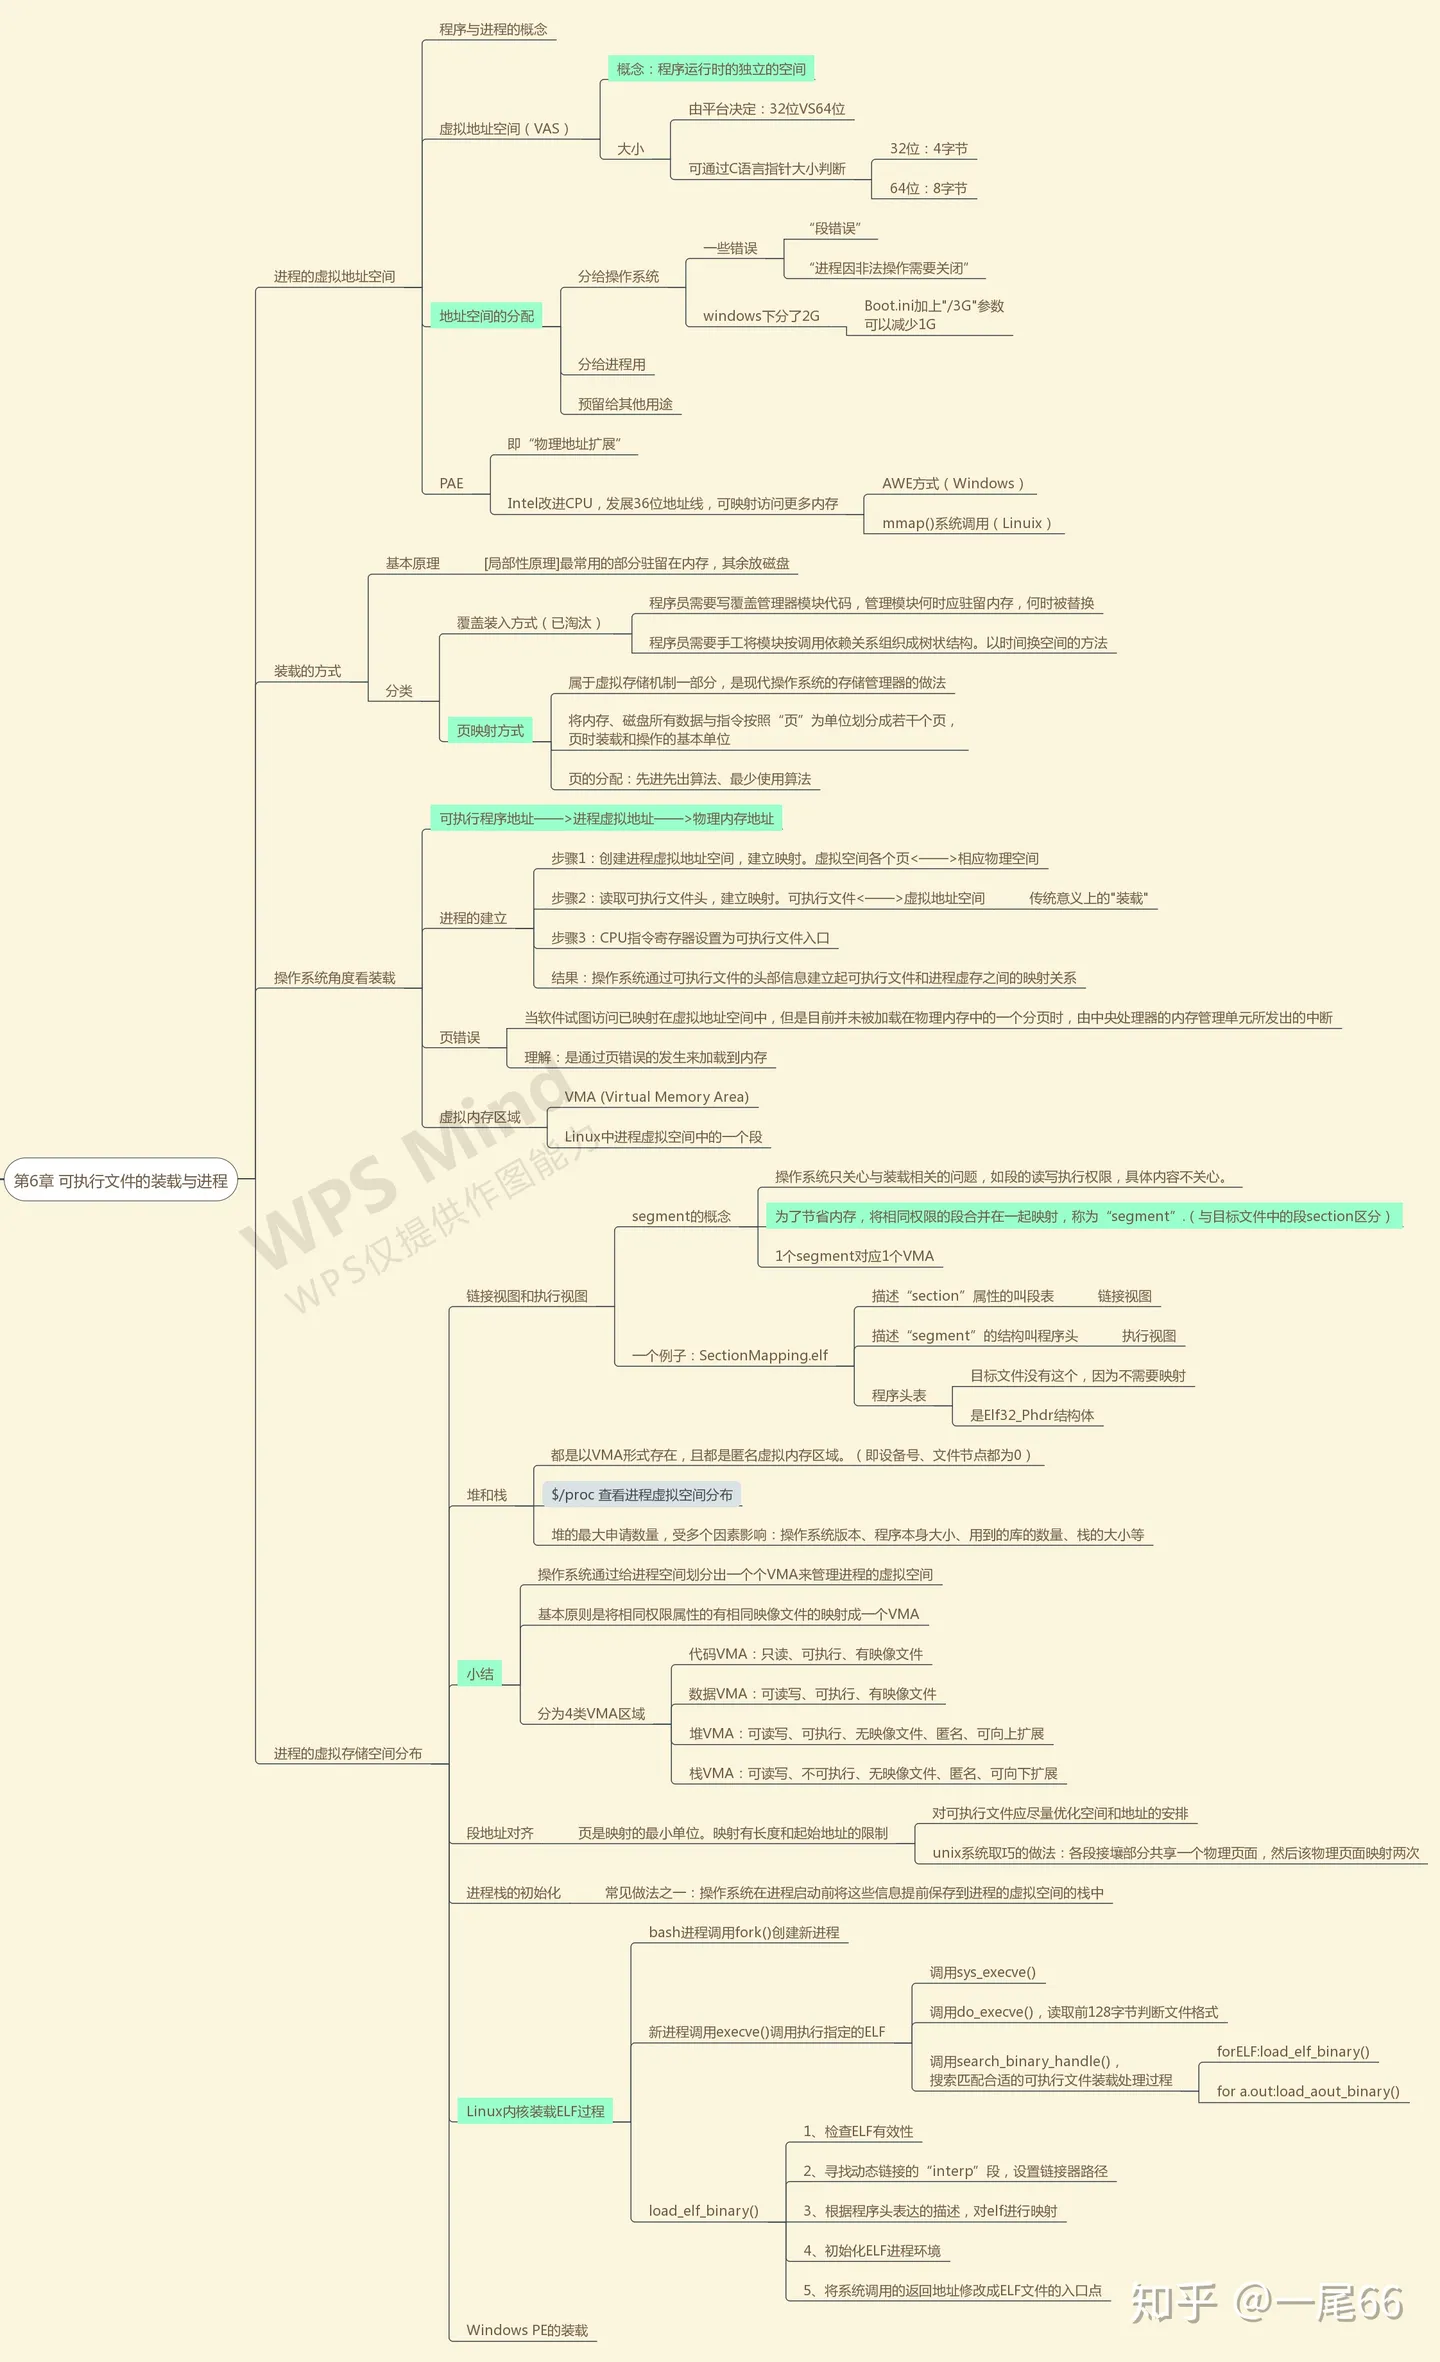 程序与进程的概念
概念：程序运行时的独立的空间
由平台决定：32位VS64位
虚拟地址空间（VAS）
大小
32位：4字节
可通过C语言指针大小判断
64位：8字节
“段错误”
一些错误
“进程因非法操作需要关闭”
进程的虚拟地址空间
分给操作系统
Boot.ini加上"/3G"参数
可以减少1G
windows下分了2G
地址空间的分配
分给进程用
预留给其他用途
即“物理地址扩展”
PAE
AWE方式（Windows）
Intel改进CPU，发展36位地址线，可映射访问更多内存
mmap()系统调用（Linuix）
基本原理
[局部性原理]最常用的部分驻留在内存，其余放磁盘
程序员需要写覆盖管理器模块代码，管理模块何时应驻留内存，何时被替换
覆盖装入方式（已淘汰）
程序员需要手工将模块按调用依赖关系组织成树状结构。以时间换空间的方法
装载的方式
分类
属于虚拟存储机制一部分，是现代操作系统的存储管理器的做法
将内存、磁盘所有数据与指令按照“页”为单位划分成若干个页，
页时装载和操作的基本单位
页映射方式
页的分配：先进先出算法、最少使用算法
可执行程序地址——>进程虚拟地址——>物理内存地址
步骤1：创建进程虚拟地址空间，建立映射。虚拟空间各个页<——>相应物理空间
步骤2：读取可执行文件头，建立映射。可执行文件<——>虚拟地址空间
传统意义上的"装载"
进程的建立
步骤3：CPU指令寄存器设置为可执行文件入口
操作系统角度看装载
结果：操作系统通过可执行文件的头部信息建立起可执行文件和进程虚存之间的映射关系
当软件试图访问已映射在虚拟地址空间中，但是目前并未被加载在物理内存中的一个分页时，由中央处理器的内存管理单元所发出的中断
页错误
理解：是通过页错误的发生来加载到内存
VMA (Virtual Memory Area)
虚拟内存区域
Linux中进程虚拟空间中的一个段
WPS Mind
WPS仅提供作图能力
第6章 可执行文件的装载与进程
操作系统只关心与装载相关的问题，如段的读写执行权限，具体内容不关心。
segment的概念
为了节省内存，将相同权限的段合并在一起映射，称为“segment”.（与目标文件中的段section区分）
1个segment对应1个VMA
链接视图和执行视图
描述“section”属性的叫段表
链接视图
描述“segment”的结构叫程序头
执行视图
一个例子：SectionMapping.elf
目标文件没有这个，因为不需要映射
程序头表
是Elf32_Phdr结构体
都是以VMA形式存在，且都是匿名虚拟内存区域。（即设备号、文件节点都为0）
堆和栈
$/proc 查看进程虚拟空间分布
堆的最大申请数量，受多个因素影响：操作系统版本、程序本身大小、用到的库的数量、栈的大小等
操作系统通过给进程空间划分出一个个VMA来管理进程的虚拟空间
基本原则是将相同权限属性的有相同映像文件的映射成一个VMA
小结
代码VMA：只读、可执行、有映像文件
数据VMA：可读写、可执行、有映像文件
分为4类VMA区域
堆VMA：可读写、可执行、无映像文件、匿名、可向上扩展
栈VMA：可读写、不可执行、无映像文件、匿名、可向下扩展
进程的虚拟存储空间分布
对可执行文件应尽量优化空间和地址的安排
段地址对齐
页是映射的最小单位。映射有长度和起始地址的限制
unix系统取巧的做法：各段接壤部分共享一个物理页面，然后该物理页面映射两次
进程栈的初始化
常见做法之一：操作系统在进程启动前将这些信息提前保存到进程的虚拟空间的栈中
bash进程调用fork()创建新进程
调用sys_execve()
调用do_execve()，读取前128字节判断文件格式
新进程调用execve()调用执行指定的ELF
调用search_binary_handle()，
搜索匹配合适的可执行文件装载处理过程
forELF:load_elf_binary()
for a.out:load_aout_binary()
Linux内核装载ELF过程
1、检查ELF有效性
2、寻找动态链接的“interp”段，设置链接器路径
load_elf_binary()
3、根据程序头表达的描述，对elf进行映射
4、初始化ELF进程环境
5、将系统调用的返回地址修改成ELF文件的入口点
Windows PE的装载
知乎 @一尾66